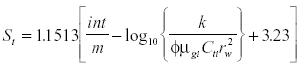 S_t = 1.1513[int/m − log₁₀{k/(ϕμ_gi C_ti r_w²)} + 3.23]